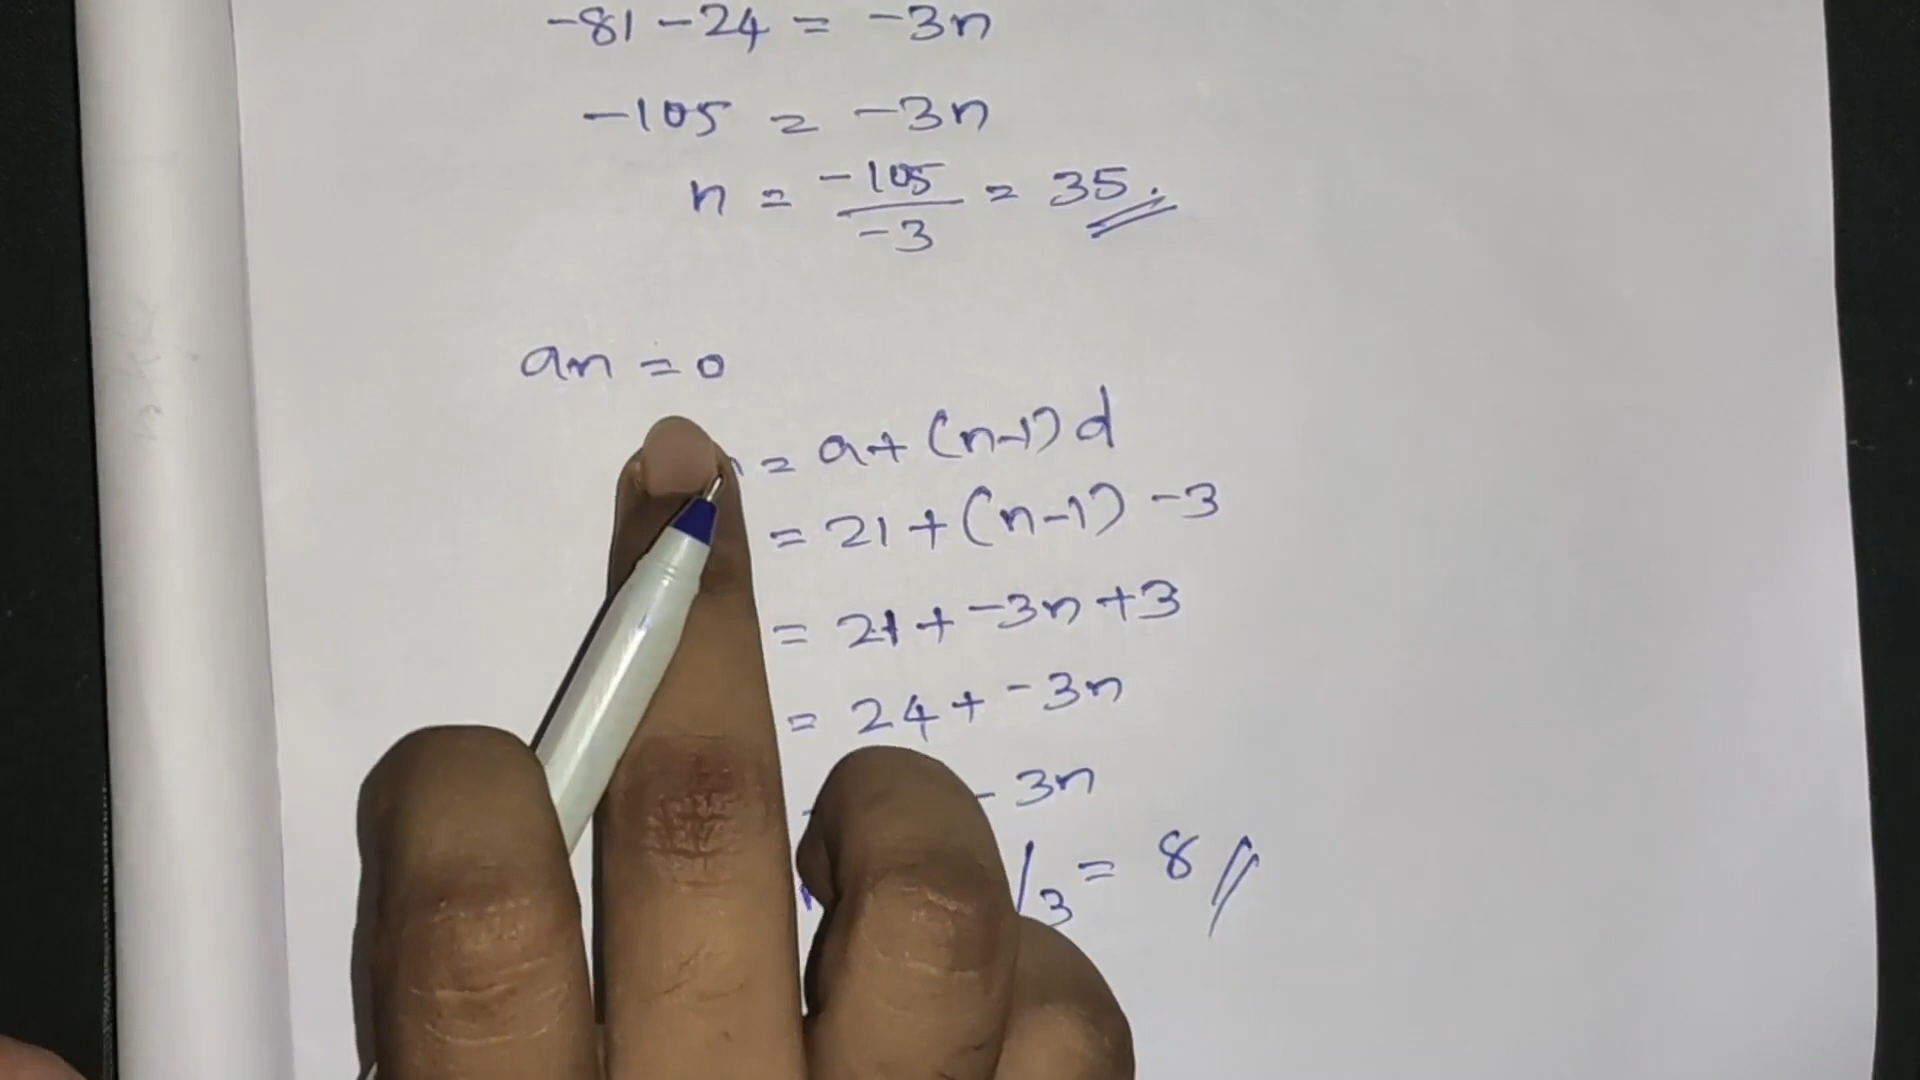 -81 - 24 = -3n
-105 = -3n
n = -105/-3 = 35.
an = 0
= a + (n-1) d
= 21 + (n-1) -3
= 21 + -3n + 3
= 24 + -3n
- 3n
/3 = 8